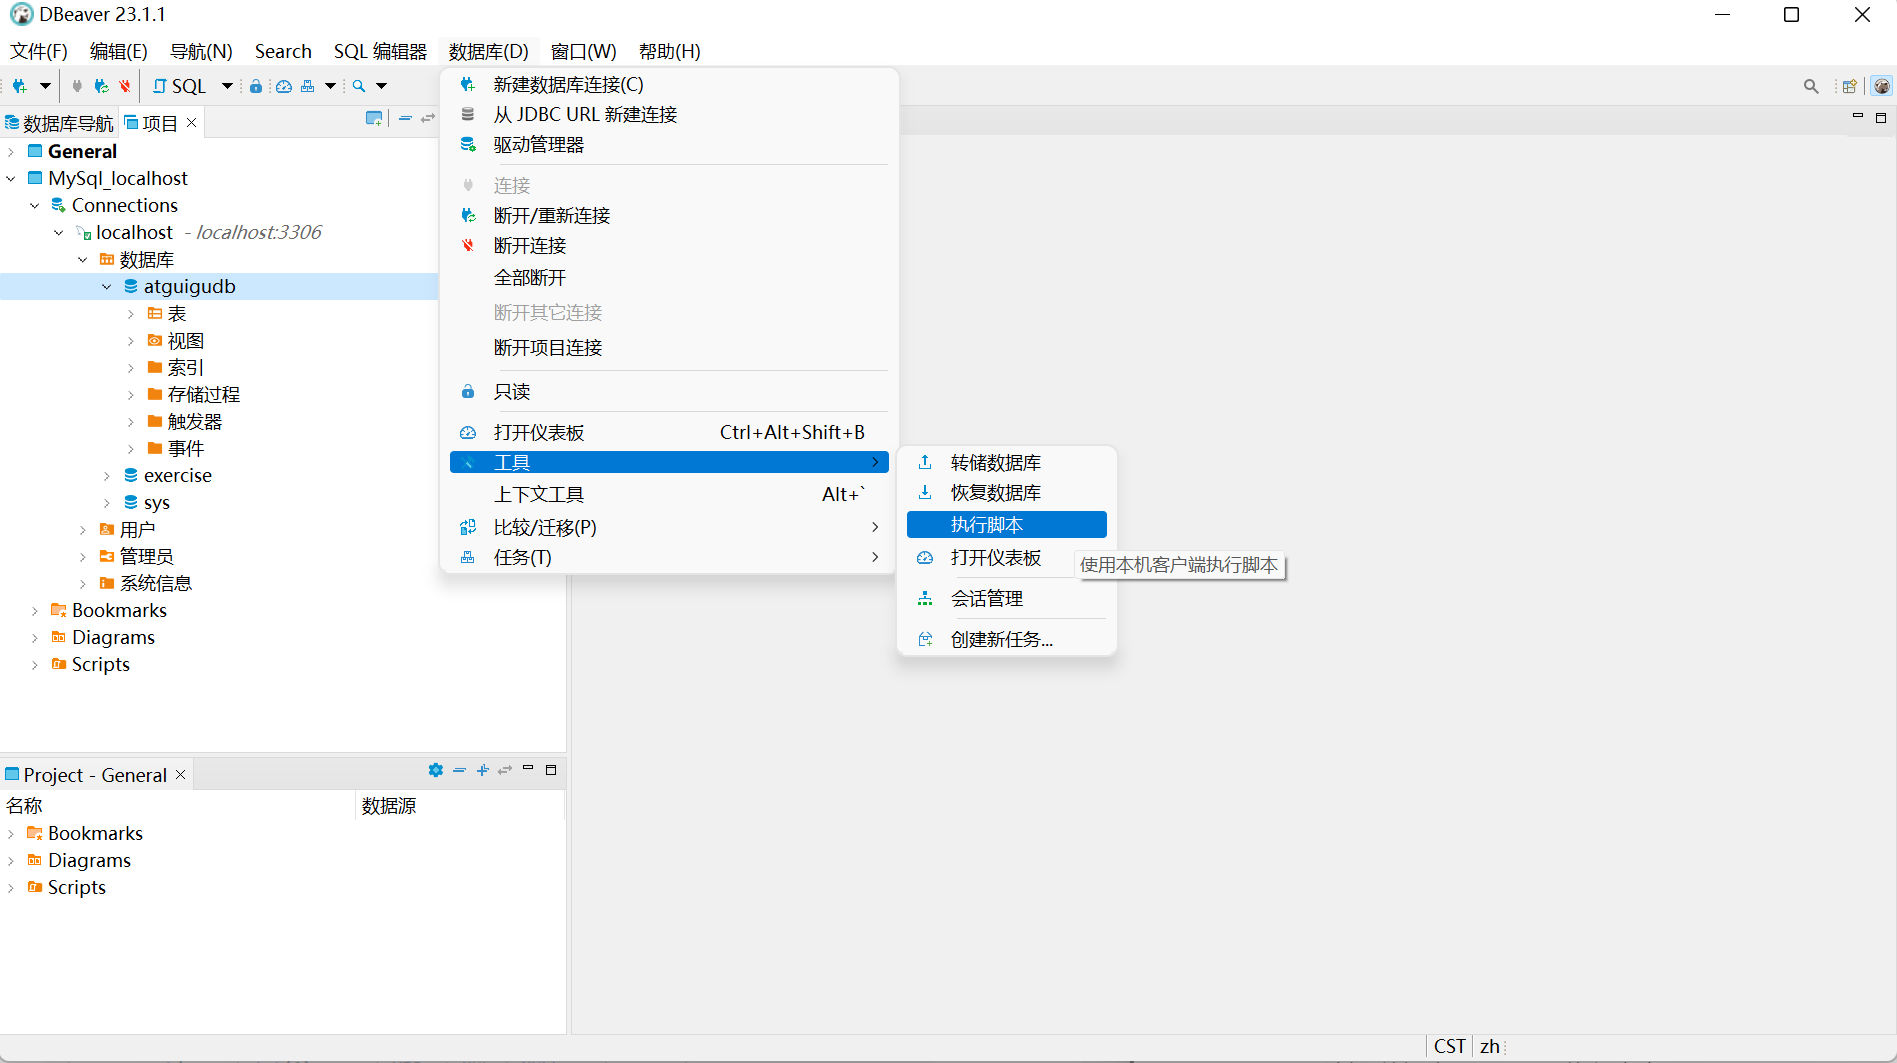 DBeaver 23.1.1
文件(F) 编辑(E) 导航(N) Search SQL 编辑器 数据库(D) 窗口(W) 帮助(H)
SQL
数据库导航 项目
General
MySql_localhost
Connections
localhost - localhost:3306
数据库
atguigudb
表
视图
索引
存储过程
触发器
事件
exercise
sys
用户
管理员
系统信息
Bookmarks
Diagrams
Scripts
新建数据库连接(C)
从 JDBC URL 新建连接
驱动管理器
连接
断开/重新连接
断开连接
全部断开
断开其它连接
断开项目连接
只读
打开仪表板 Ctrl+Alt+Shift+B
工具
上下文工具 Alt+`
比较/迁移(P)
任务(T)
转储数据库
恢复数据库
执行脚本
打开仪表板
使用本机客户端执行脚本
会话管理
创建新任务...
Project - General
名称 数据源
Bookmarks
Diagrams
Scripts
CST zh